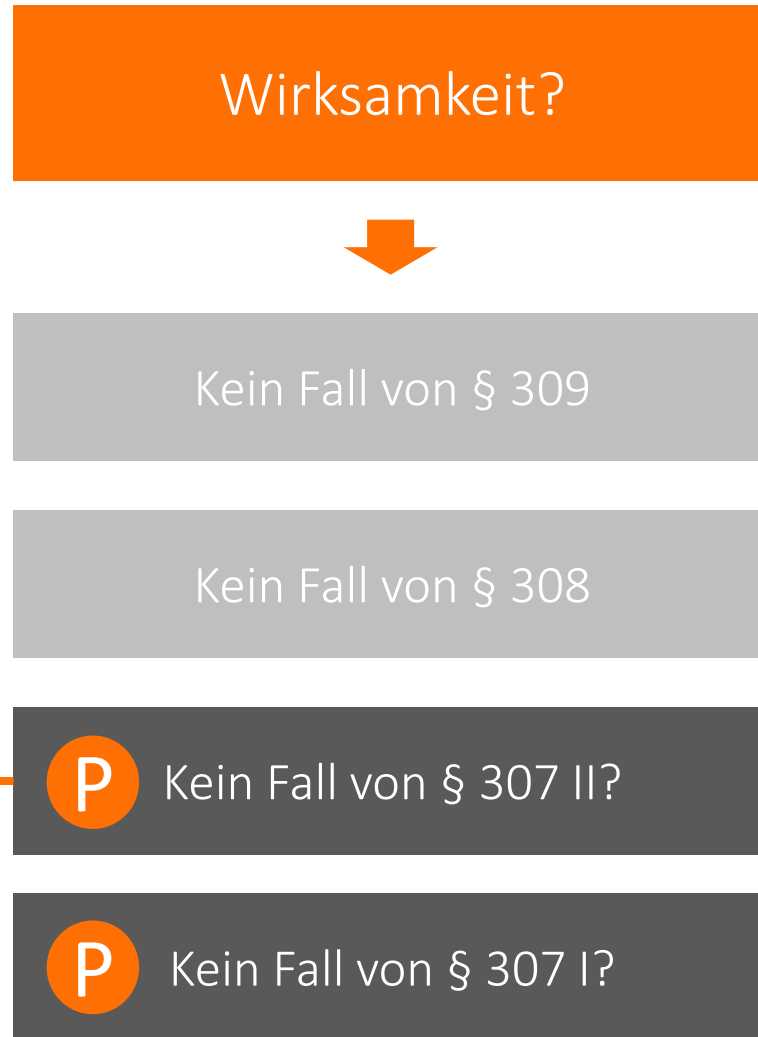 Wirksamkeit?
Kein Fall von § 309
Kein Fall von § 308
P Kein Fall von § 307 II?
P Kein Fall von § 307 I?